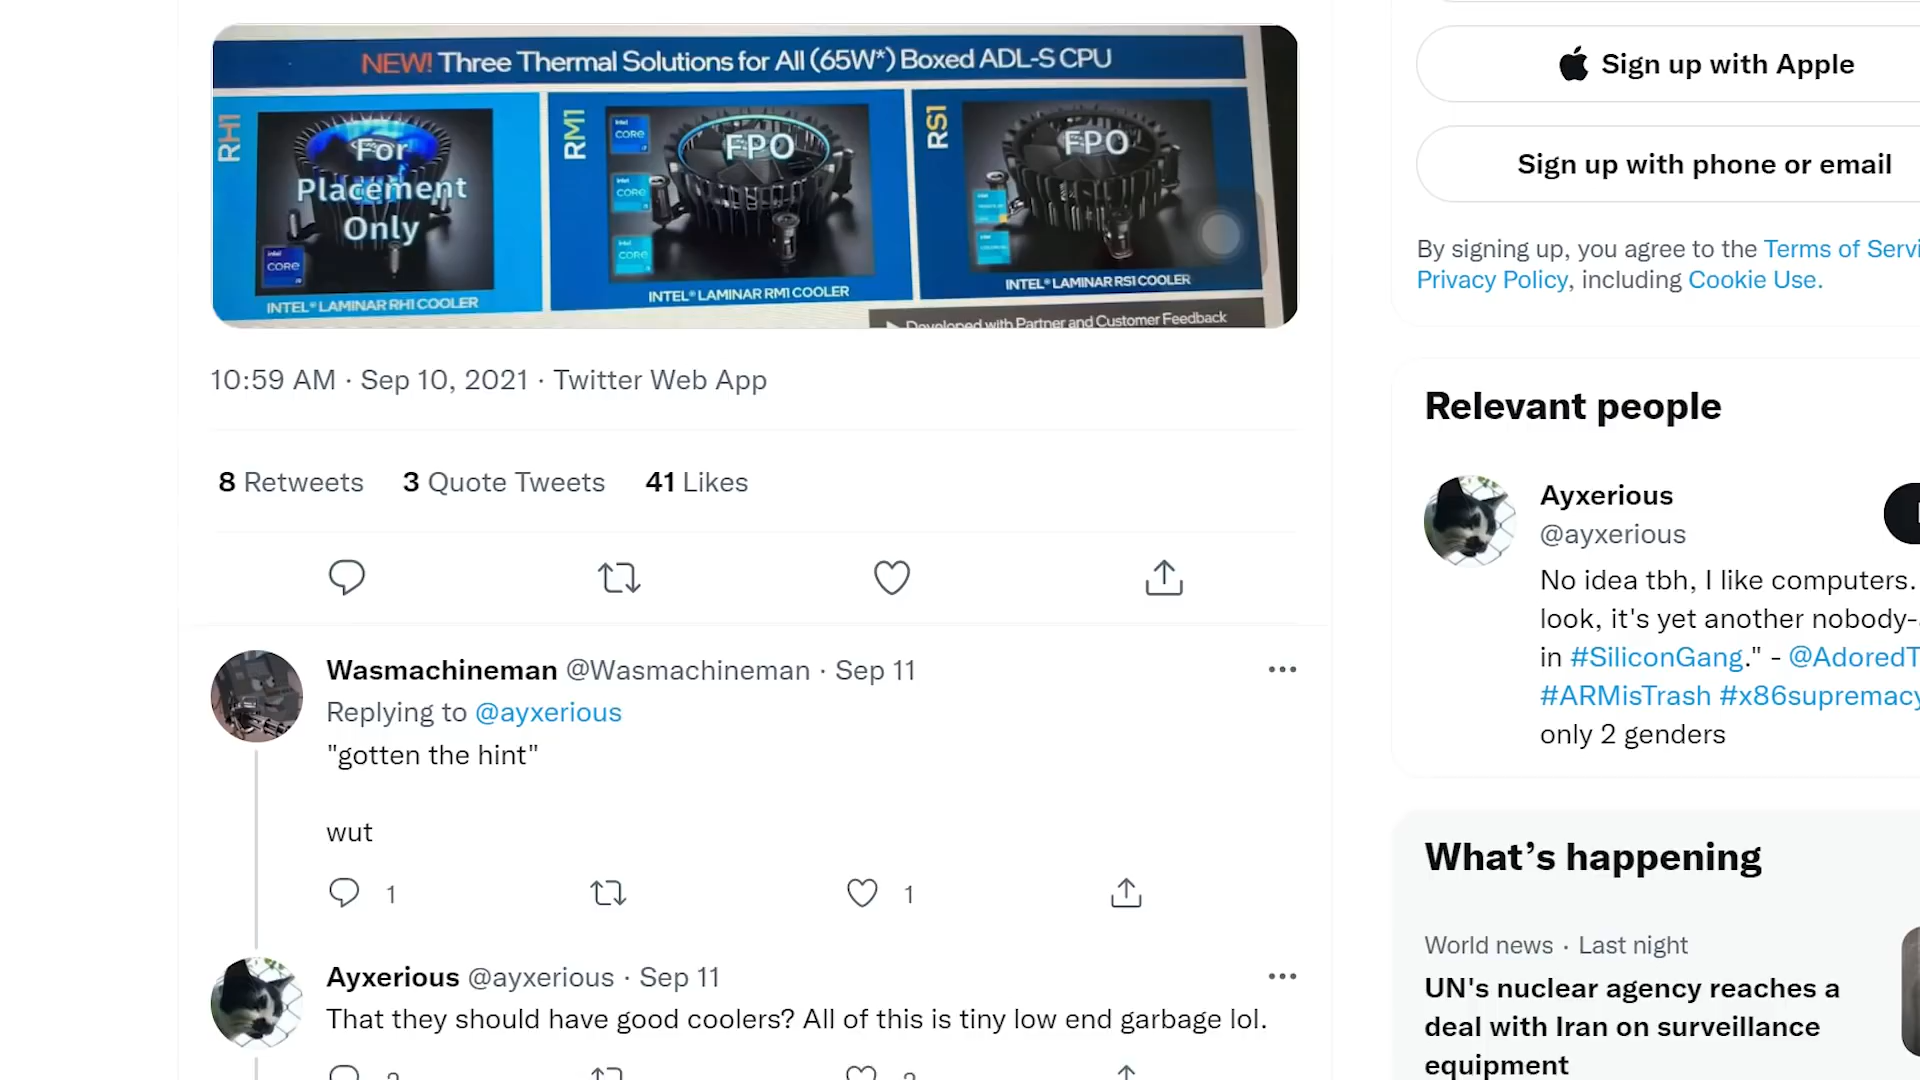 NEW! Three Thermal Solutions for All (65W*) Boxed ADL-S CPU
RH1
For
Placement
Only
intel
CORE
INTEL® LAMINAR RH1 COOLER
RM1
intel
CORE
intel
CORE
intel
CORE
FPO
INTEL® LAMINAR RM1 COOLER
RS1
FPO
INTEL® LAMINAR RS1 COOLER
Developed with Partner and Customer Feedback
10:59 AM · Sep 10, 2021 · Twitter Web App
8 Retweets 3 Quote Tweets 41 Likes
Wasmachineman @Wasmachineman · Sep 11
Replying to @ayxerious
"gotten the hint"
wut
1 1
Ayxerious @ayxerious · Sep 11
That they should have good coolers? All of this is tiny low end garbage lol.
Sign up with Apple
Sign up with phone or email
By signing up, you agree to the Terms of Servi
Privacy Policy, including Cookie Use.
Relevant people
Ayxerious
@ayxerious
No idea tbh, I like computers.
look, it's yet another nobody-
in #SiliconGang." - @AdoredT
#ARMisTrash #x86supremacy
only 2 genders
What's happening
World news · Last night
UN's nuclear agency reaches a
deal with Iran on surveillance
equipment